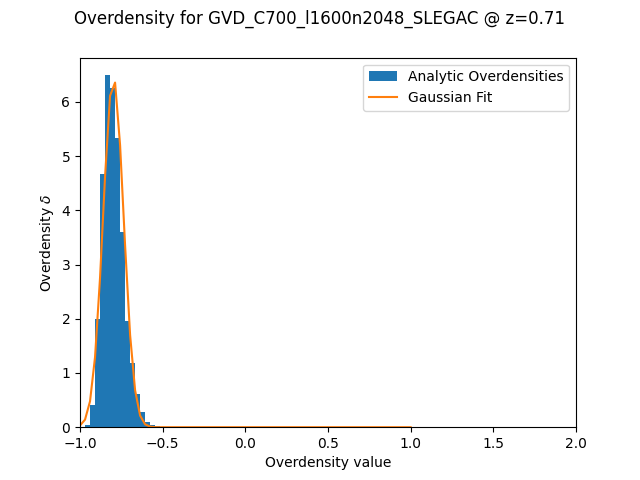 Overdensity for GVD_C700_l1600n2048_SLEGAC @ z=0.71
Analytic Overdensities
Gaussian Fit
Overdensity δ
6
5
4
3
2
1
0
−1.0 −0.5 0.0 0.5 1.0 1.5 2.0
Overdensity value